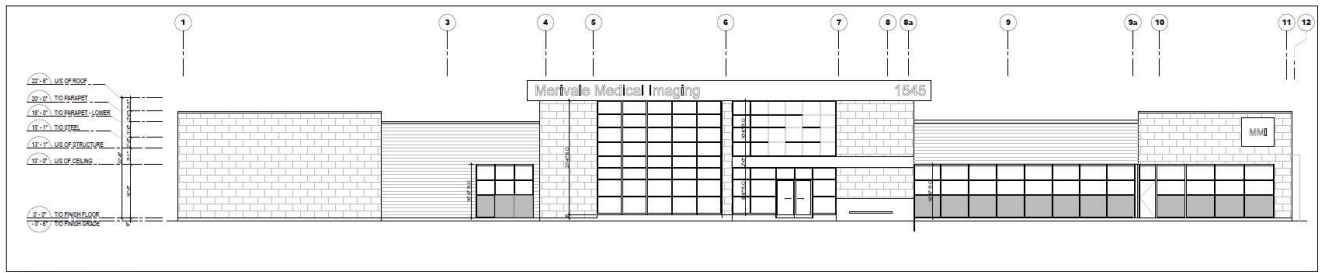 1 3 4 5 6 7 8 8a 9 9a 10 11 12
22' - 6" U/S OF ROOF
20' - 0" T/O PARAPET
18' - 0" T/O PARAPET - LOWER
15' - 1" T/O STEEL
13' - 1" U/S OF STRUCTURE
10' - 0" U/S OF CEILING
0' - 0" T/O FINISH FLOOR
- 0' - 6" T/O FINISH GRADE
Merivale Medical Imaging 1545
MMI